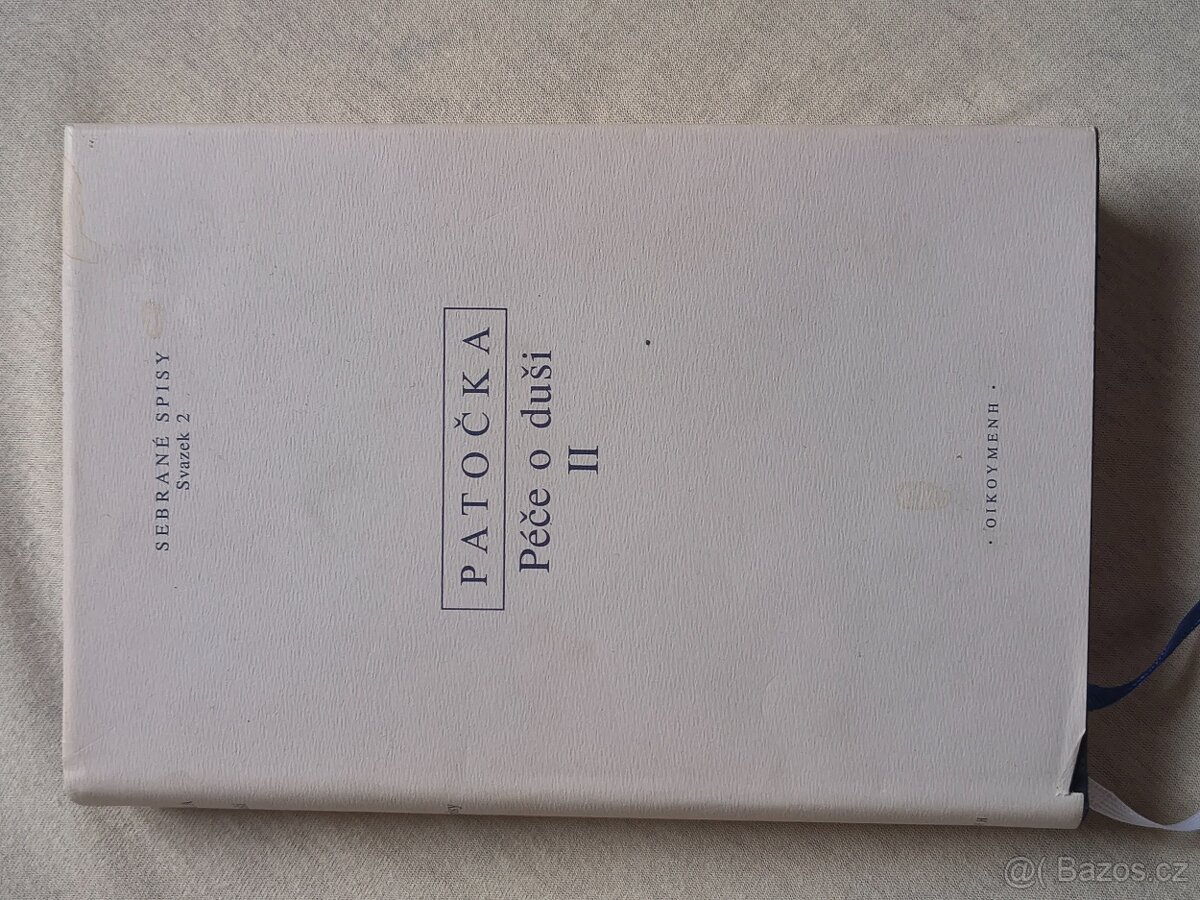 SEBRANÉ SPISY
Svazek 2
PATOČKA
Péče o duši
II
· OIKOYMENH ·
@( Bazos.cz